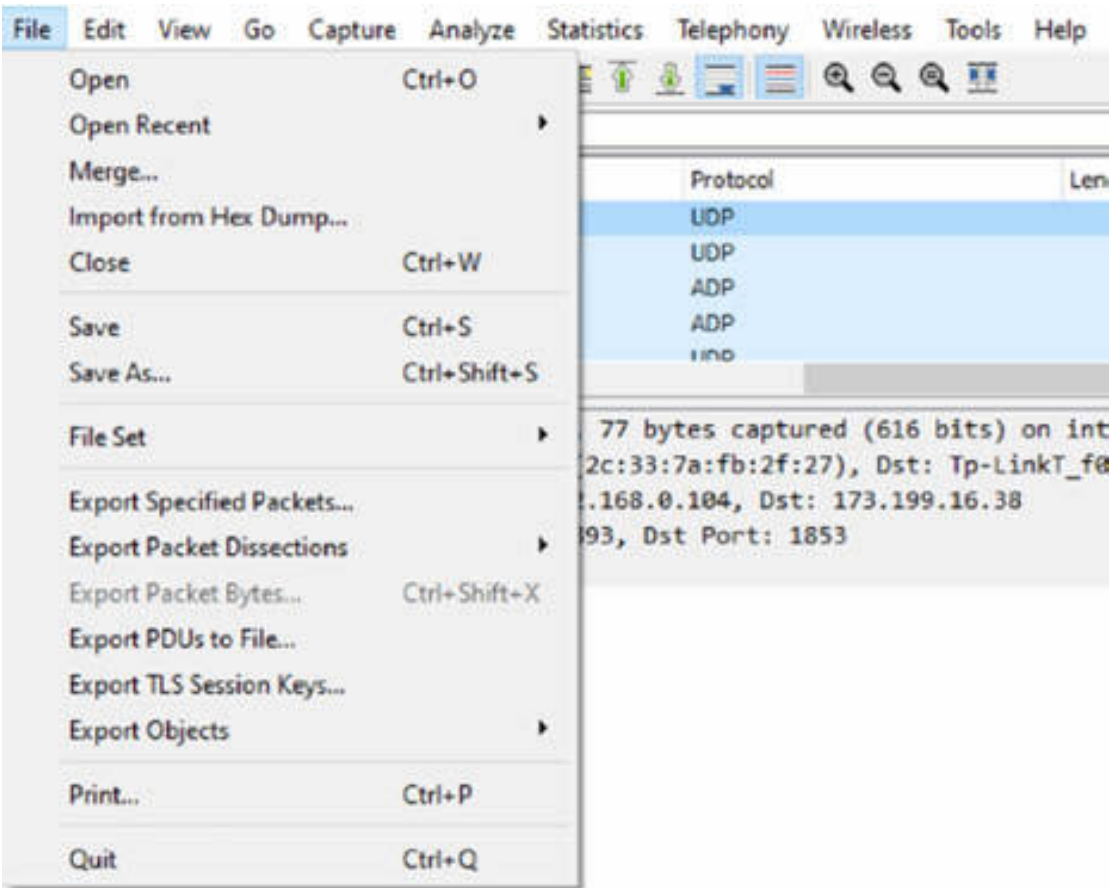 File Edit View Go Capture Analyze Statistics Telephony Wireless Tools Help
Open Ctrl+O
Open Recent
Merge...
Import from Hex Dump...
Close Ctrl+W
Save Ctrl+S
Save As... Ctrl+Shift+S
File Set
Export Specified Packets...
Export Packet Dissections
Export Packet Bytes... Ctrl+Shift+X
Export PDUs to File...
Export TLS Session Keys...
Export Objects
Print... Ctrl+P
Quit Ctrl+Q
Protocol Len
UDP
UDP
ADP
ADP
UDP
77 bytes captured (616 bits) on int
2c:33:7a:fb:2f:27), Dst: Tp-LinkT_f0
.168.0.104, Dst: 173.199.16.38
93, Dst Port: 1853